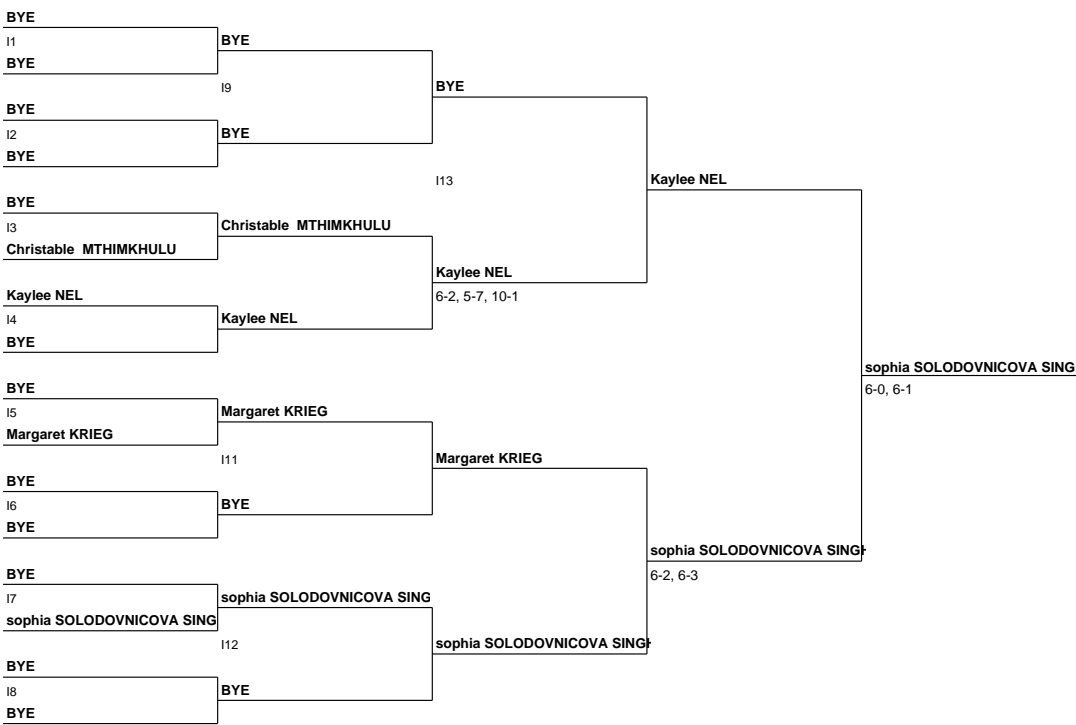 BYE
I1
BYE
BYE
I9
BYE
BYE
I2
BYE
BYE
I13
Kaylee NEL
BYE
I3
Christable MTHIMKHULU
Christable MTHIMKHULU
Kaylee NEL
6-2, 5-7, 10-1
Kaylee NEL
I4
Kaylee NEL
BYE
sophia SOLODOVNICOVA SING
6-0, 6-1
BYE
I5
Margaret KRIEG
Margaret KRIEG
I11
Margaret KRIEG
BYE
I6
BYE
BYE
sophia SOLODOVNICOVA SINGH
6-2, 6-3
BYE
I7
sophia SOLODOVNICOVA SING
sophia SOLODOVNICOVA SING
I12
sophia SOLODOVNICOVA SINGH
BYE
I8
BYE
BYE